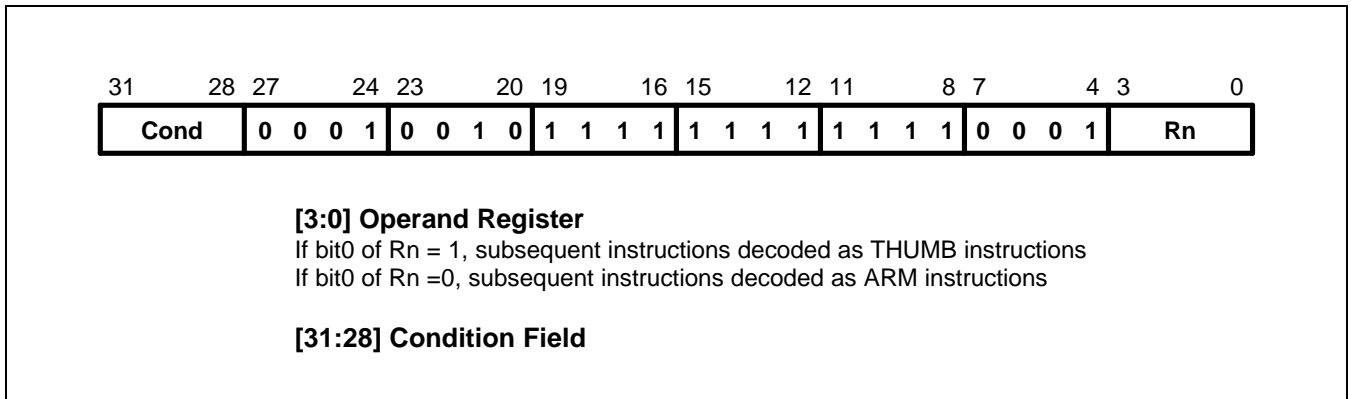 31 28 27 24 23 20 19 16 15 12 11 8 7 4 3 0
Cond 0 0 0 1 0 0 1 0 1 1 1 1 1 1 1 1 1 1 1 1 0 0 0 1 Rn
[3:0] Operand Register
If bit0 of Rn = 1, subsequent instructions decoded as THUMB instructions
If bit0 of Rn =0, subsequent instructions decoded as ARM instructions
[31:28] Condition Field